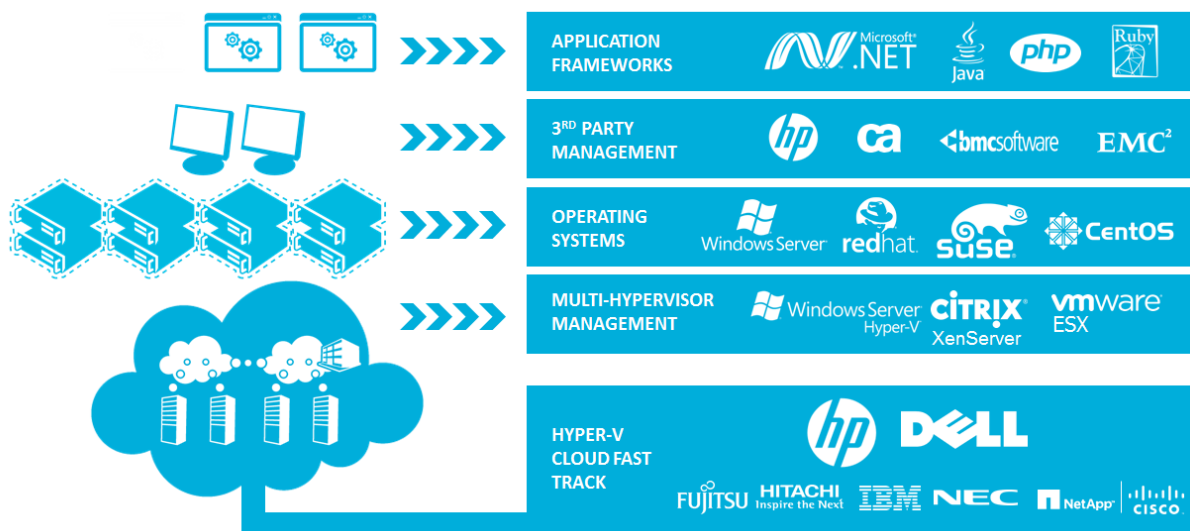 APPLICATION
FRAMEWORKS
Microsoft®
.NET
Java
php
Ruby
3RD PARTY
MANAGEMENT
hp
ca
bmcsoftware
EMC²
OPERATING
SYSTEMS
Windows Server
redhat.
SUSE
CentOS
MULTI-HYPERVISOR
MANAGEMENT
Windows Server
Hyper-V
CİTRIX
XenServer
vmware
ESX
HYPER-V
CLOUD FAST
TRACK
hp
DELL
FUJITSU
HITACHI
Inspire the Next
IBM
NEC
NetApp
CISCO